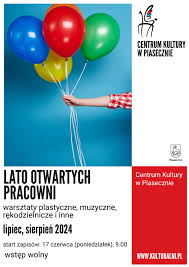 CENTRUM KULTURY
W PIASECZNIE
Piaseczno
LATO OTWARTYCH
PRACOWNI
warsztaty plastyczne, muzyczne,
rękodzielnicze i inne
lipiec, sierpień 2024
start zapisów: 17 czerwca (poniedziałek), 9.00
wstęp wolny
Centrum Kultury
w Piasecznie
WWW.KULTURALNI.PL